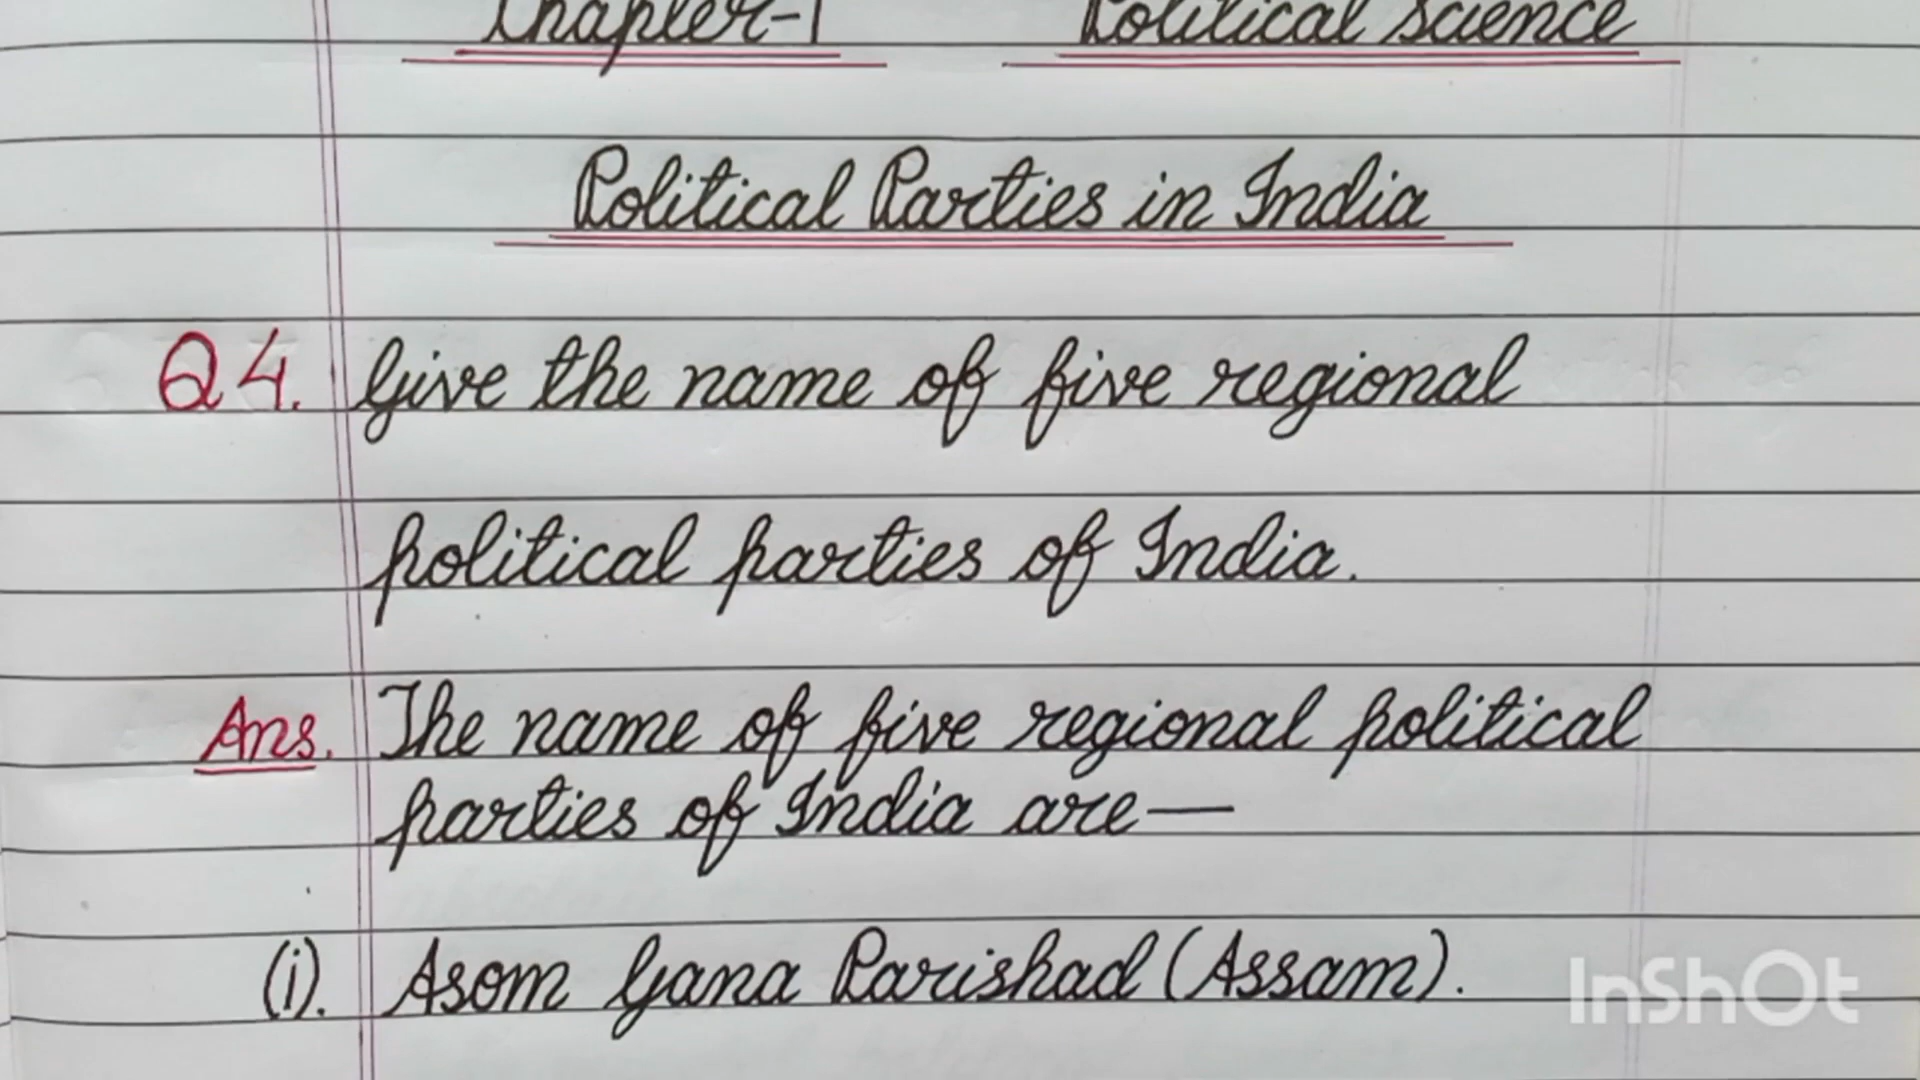 Chapter-1 Political Science
Political Parties in India
Q4. Give the name of five regional
political parties of India.
Ans. The name of five regional political
parties of India are—
(i). Asom Gana Parishad (Assam).
InShOt